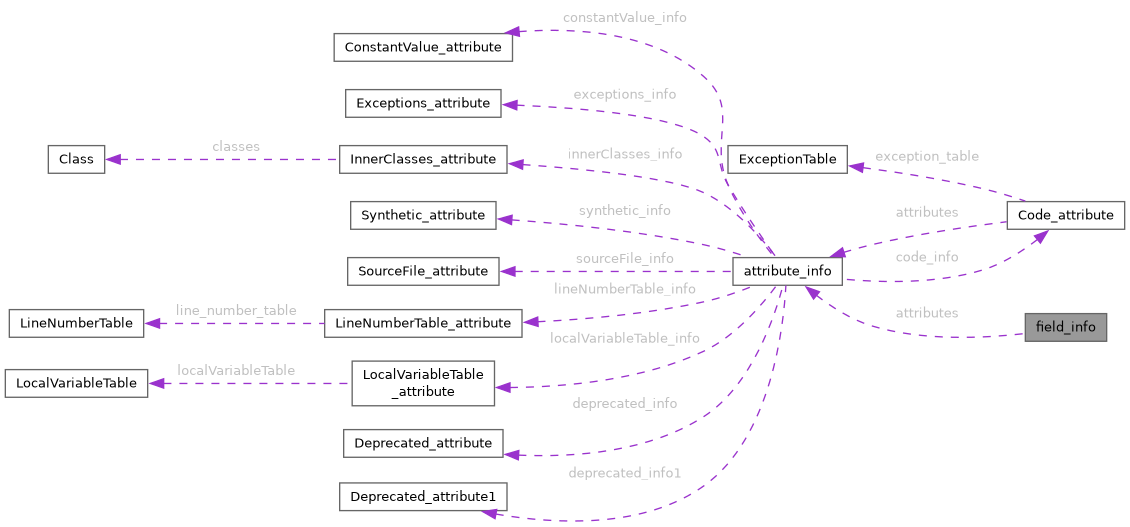 constantValue_info
ConstantValue_attribute
exceptions_info
Exceptions_attribute
classes
innerClasses_info
exception_table
Class
InnerClasses_attribute
ExceptionTable
synthetic_info
attributes
Synthetic_attribute
Code_attribute
sourceFile_info
code_info
SourceFile_attribute
attribute_info
lineNumberTable_info
line_number_table
attributes
LineNumberTable
LineNumberTable_attribute
field_info
localVariableTable_info
localVariableTable
LocalVariableTable
LocalVariableTable
_attribute
deprecated_info
Deprecated_attribute
deprecated_info1
Deprecated_attribute1